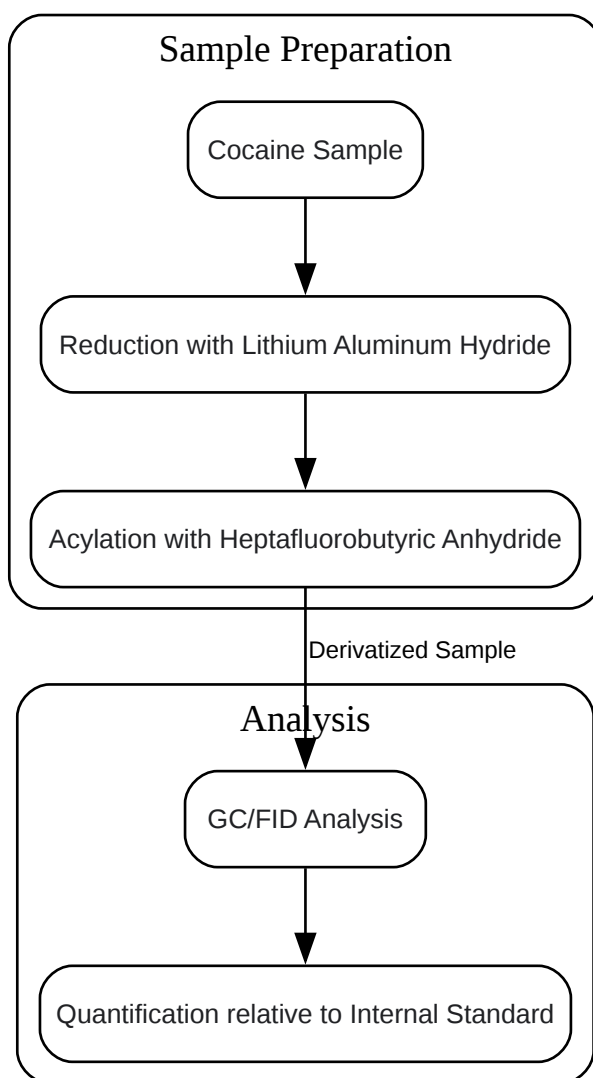 Sample Preparation
Cocaine Sample
Reduction with Lithium Aluminum Hydride
Acylation with Heptafluorobutyric Anhydride
Derivatized Sample
Analysis
GC/FID Analysis
Quantification relative to Internal Standard